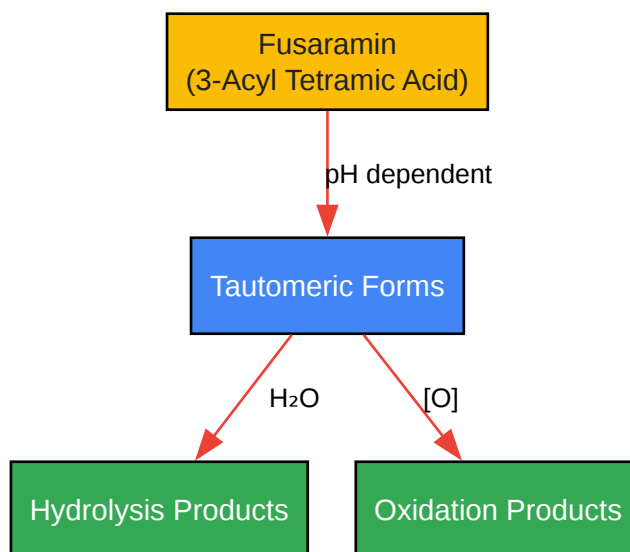 Fusaramin
(3-Acyl Tetramic Acid)
pH dependent
Tautomeric Forms
H₂O
[O]
Hydrolysis Products
Oxidation Products